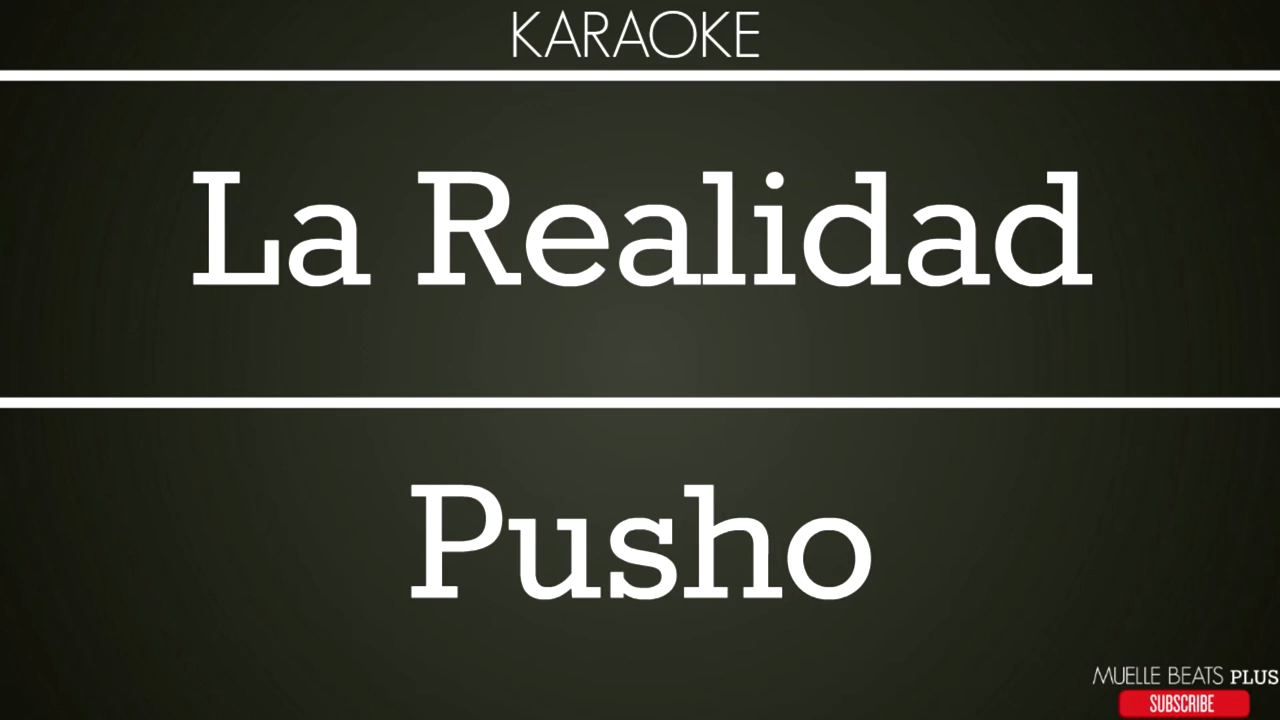 KARAOKE
La Realidad
Pusho
MUELLE BEATS PLUS
SUBSCRIBE